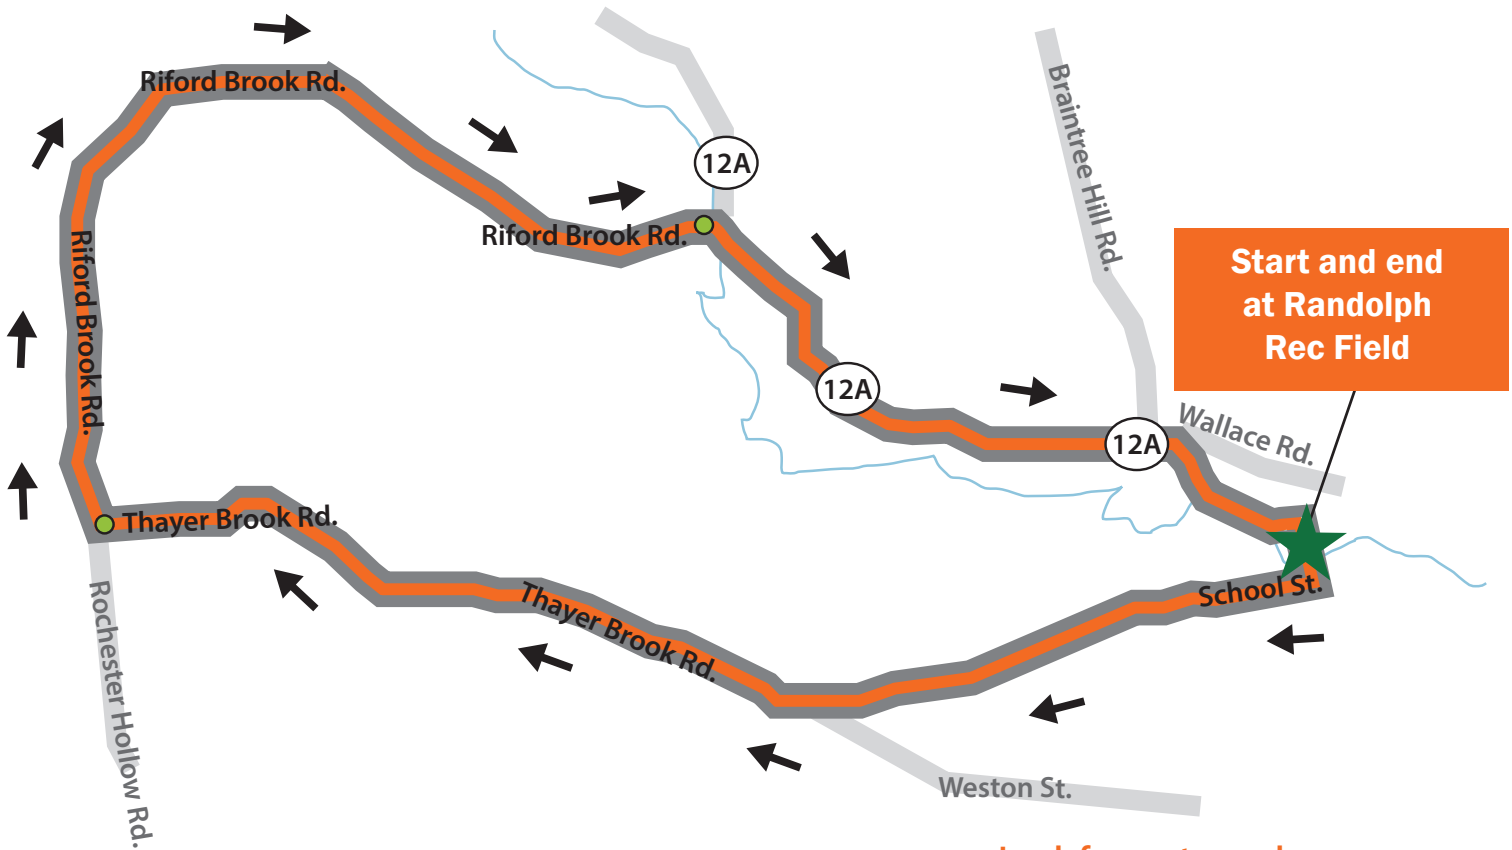 Riford Brook Rd.
12A
Braintree Hill Rd.
Riford Brook Rd.
Riford Brook Rd.
Start and end
at Randolph
Rec Field
12A
12A
Wallace Rd.
Thayer Brook Rd.
Thayer Brook Rd.
School St.
Rochester Hollow Rd.
Weston St.